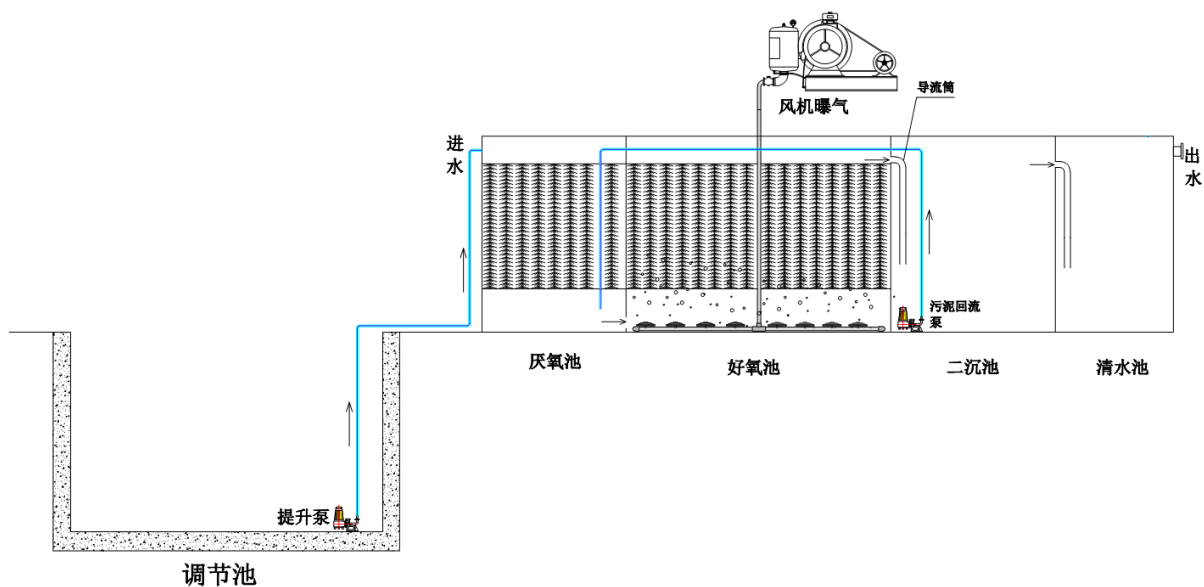 导流筒
风机曝气
进
水
出
水
污泥回流
泵
厌氧池
好氧池
二沉池
清水池
提升泵
调节池